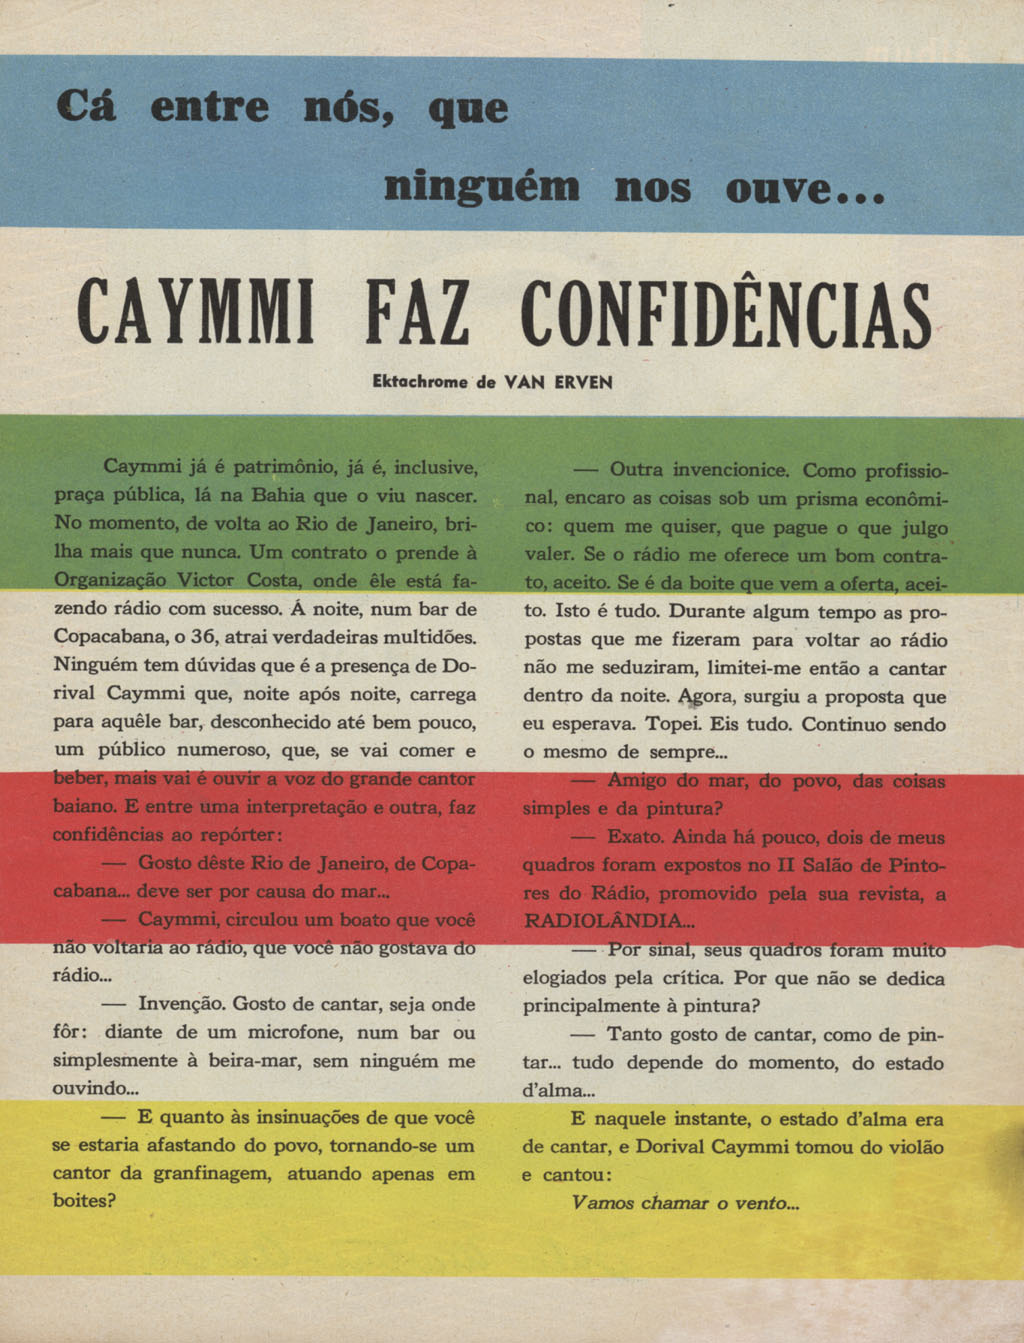 Cá entre nós, que
ninguém nos ouve...
CAYMMI FAZ CONFIDÊNCIAS
Ektachrome de VAN ERVEN
Caymmi já é patrimônio, já é, inclusive,
praça pública, lá na Bahia que o viu nascer.
No momento, de volta ao Rio de Janeiro, bri-
lha mais que nunca. Um contrato o prende à
Organização Victor Costa, onde êle está fa-
zendo rádio com sucesso. Á noite, num bar de
Copacabana, o 36, atrai verdadeiras multidões.
Ninguém tem dúvidas que é a presença de Do-
rival Caymmi que, noite após noite, carrega
para aquêle bar, desconhecido até bem pouco,
um público numeroso, que, se vai comer e
beber, mais vai é ouvir a voz do grande cantor
baiano. E entre uma interpretação e outra, faz
confidências ao repórter:
— Gosto dêste Rio de Janeiro, de Copa-
cabana... deve ser por causa do mar...
— Caymmi, circulou um boato que você
não voltaria ao rádio, que você não gostava do
rádio...
— Invenção. Gosto de cantar, seja onde
fôr: diante de um microfone, num bar ou
simplesmente à beira-mar, sem ninguém me
ouvindo...
— E quanto às insinuações de que você
se estaria afastando do povo, tornando-se um
cantor da granfinagem, atuando apenas em
boites?
— Outra invencionice. Como profissio-
nal, encaro as coisas sob um prisma econômi-
co: quem me quiser, que pague o que julgo
valer. Se o rádio me oferece um bom contra-
to, aceito. Se é da boite que vem a oferta, acei-
to. Isto é tudo. Durante algum tempo as pro-
postas que me fizeram para voltar ao rádio
não me seduziram, limitei-me então a cantar
dentro da noite. Agora, surgiu a proposta que
eu esperava. Topei. Eis tudo. Continuo sendo
o mesmo de sempre...
— Amigo do mar, do povo, das coisas
simples e da pintura?
— Exato. Ainda há pouco, dois de meus
quadros foram expostos no II Salão de Pinto-
res do Rádio, promovido pela sua revista, a
RADIOLÂNDIA...
— Por sinal, seus quadros foram muito
elogiados pela crítica. Por que não se dedica
principalmente à pintura?
— Tanto gosto de cantar, como de pin-
tar... tudo depende do momento, do estado
d'alma...
E naquele instante, o estado d'alma era
de cantar, e Dorival Caymmi tomou do violão
e cantou:
Vamos chamar o vento...